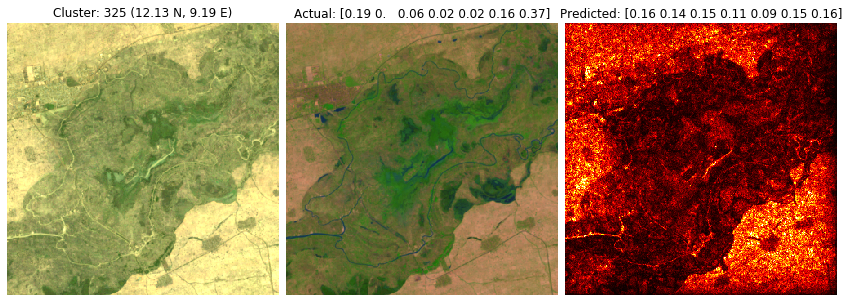 Cluster: 325 (12.13 N, 9.19 E)
Actual: [0.19 0.   0.06 0.02 0.02 0.16 0.37]
Predicted: [0.16 0.14 0.15 0.11 0.09 0.15 0.16]